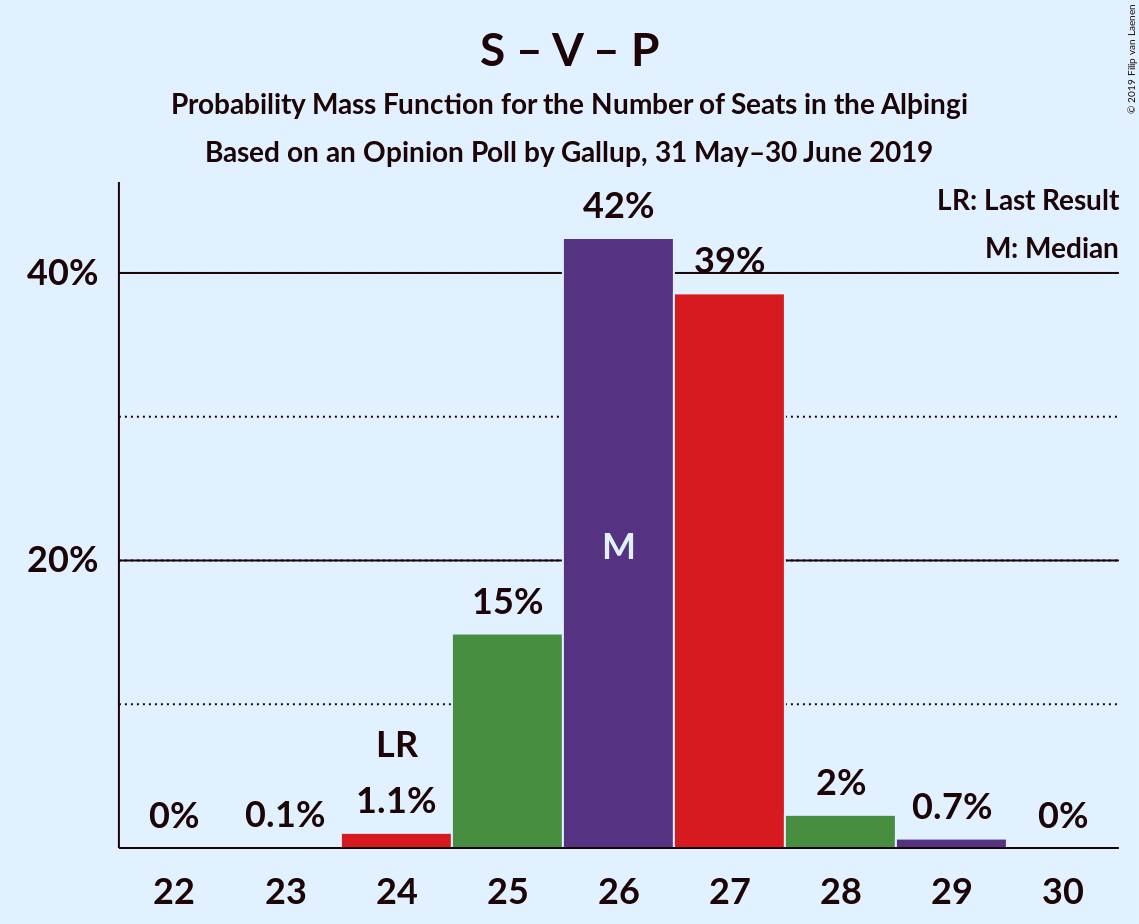 S – V – P
Probability Mass Function for the Number of Seats in the Alþingi
Based on an Opinion Poll by Gallup, 31 May–30 June 2019
© 2019 Filip van Laenen
LR: Last Result
M: Median
42%
39%
40%
M
20%
15%
LR
0%
0.1%
1.1%
2%
0.7%
0%
22 23 24 25 26 27 28 29 30